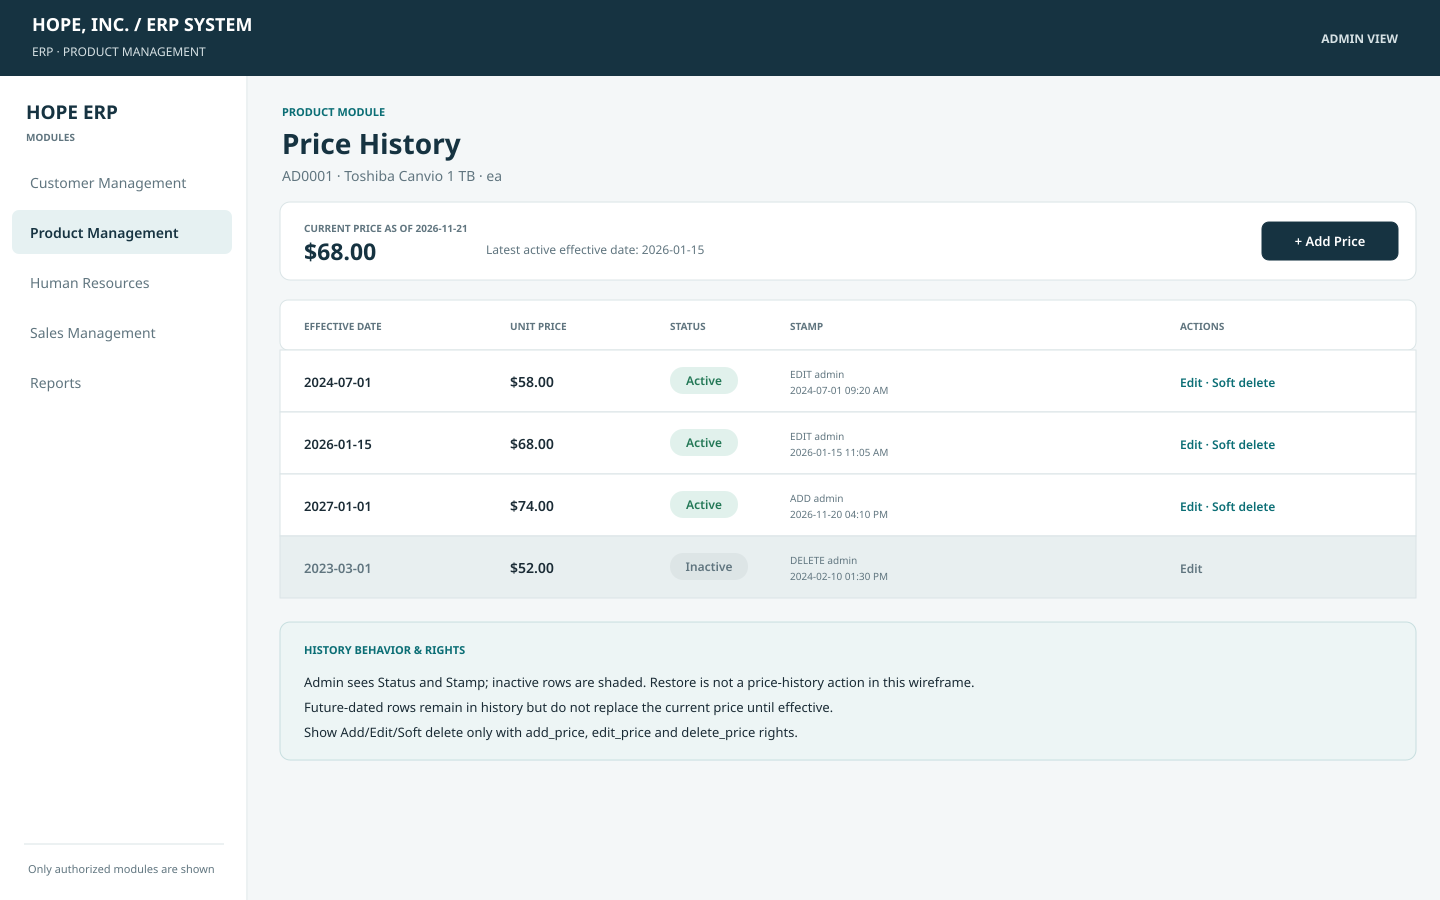 HOPE, INC. / ERP SYSTEM
ERP · PRODUCT MANAGEMENT
ADMIN VIEW
HOPE ERP
MODULES
Customer Management
Product Management
Human Resources
Sales Management
Reports
Only authorized modules are shown
PRODUCT MODULE
Price History
AD0001 · Toshiba Canvio 1 TB · ea
CURRENT PRICE AS OF 2026-11-21
$68.00
Latest active effective date: 2026-01-15
+ Add Price
EFFECTIVE DATE UNIT PRICE STATUS STAMP ACTIONS
2024-07-01 $58.00 Active EDIT admin
2024-07-01 09:20 AM Edit · Soft delete
2026-01-15 $68.00 Active EDIT admin
2026-01-15 11:05 AM Edit · Soft delete
2027-01-01 $74.00 Active ADD admin
2026-11-20 04:10 PM Edit · Soft delete
2023-03-01 $52.00 Inactive DELETE admin
2024-02-10 01:30 PM Edit
HISTORY BEHAVIOR & RIGHTS
Admin sees Status and Stamp; inactive rows are shaded. Restore is not a price-history action in this wireframe.
Future-dated rows remain in history but do not replace the current price until effective.
Show Add/Edit/Soft delete only with add_price, edit_price and delete_price rights.